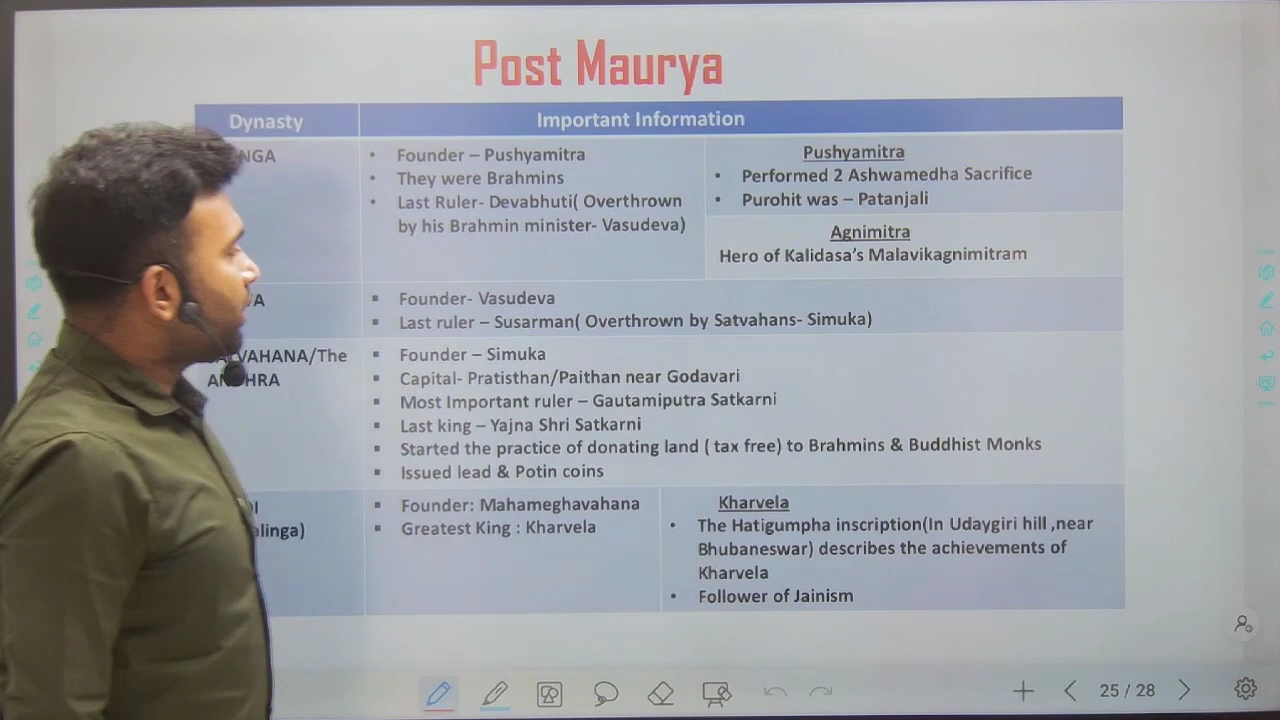 Post Maurya
Dynasty
Important Information
NGA
• Founder – Pushyamitra
• They were Brahmins
• Last Ruler- Devabhuti( Overthrown
by his Brahmin minister- Vasudeva)
Pushyamitra
• Performed 2 Ashwamedha Sacrifice
• Purohit was – Patanjali
Agnimitra
Hero of Kalidasa's Malavikagnimitram
VA
▪ Founder- Vasudeva
▪ Last ruler – Susarman( Overthrown by Satvahans- Simuka)
VAHANA/The
ANDHRA
▪ Founder – Simuka
▪ Capital- Pratisthan/Paithan near Godavari
▪ Most Important ruler – Gautamiputra Satkarni
▪ Last king – Yajna Shri Satkarni
▪ Started the practice of donating land ( tax free) to Brahmins & Buddhist Monks
▪ Issued lead & Potin coins
DI
alinga)
▪ Founder: Mahameghavahana
▪ Greatest King : Kharvela
Kharvela
• The Hatigumpha inscription(In Udaygiri hill ,near
Bhubaneswar) describes the achievements of
Kharvela
• Follower of Jainism
25 / 28